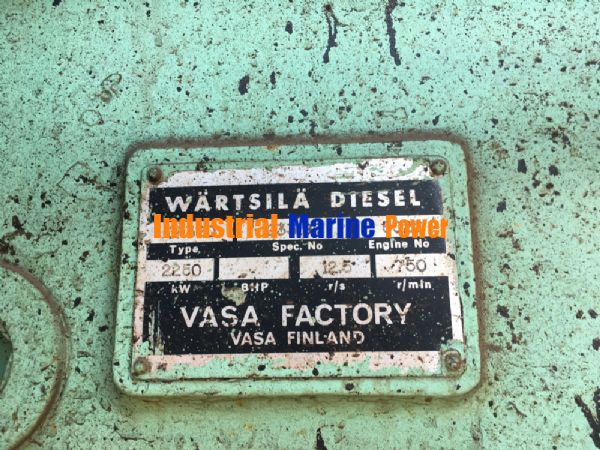 WÄRTSILÄ DIESEL
Industrial Marine Power
Type Spec. No Engine No
2250 12.5 750
kW BHP r/s r/min
VASA FACTORY
VASA FINLAND